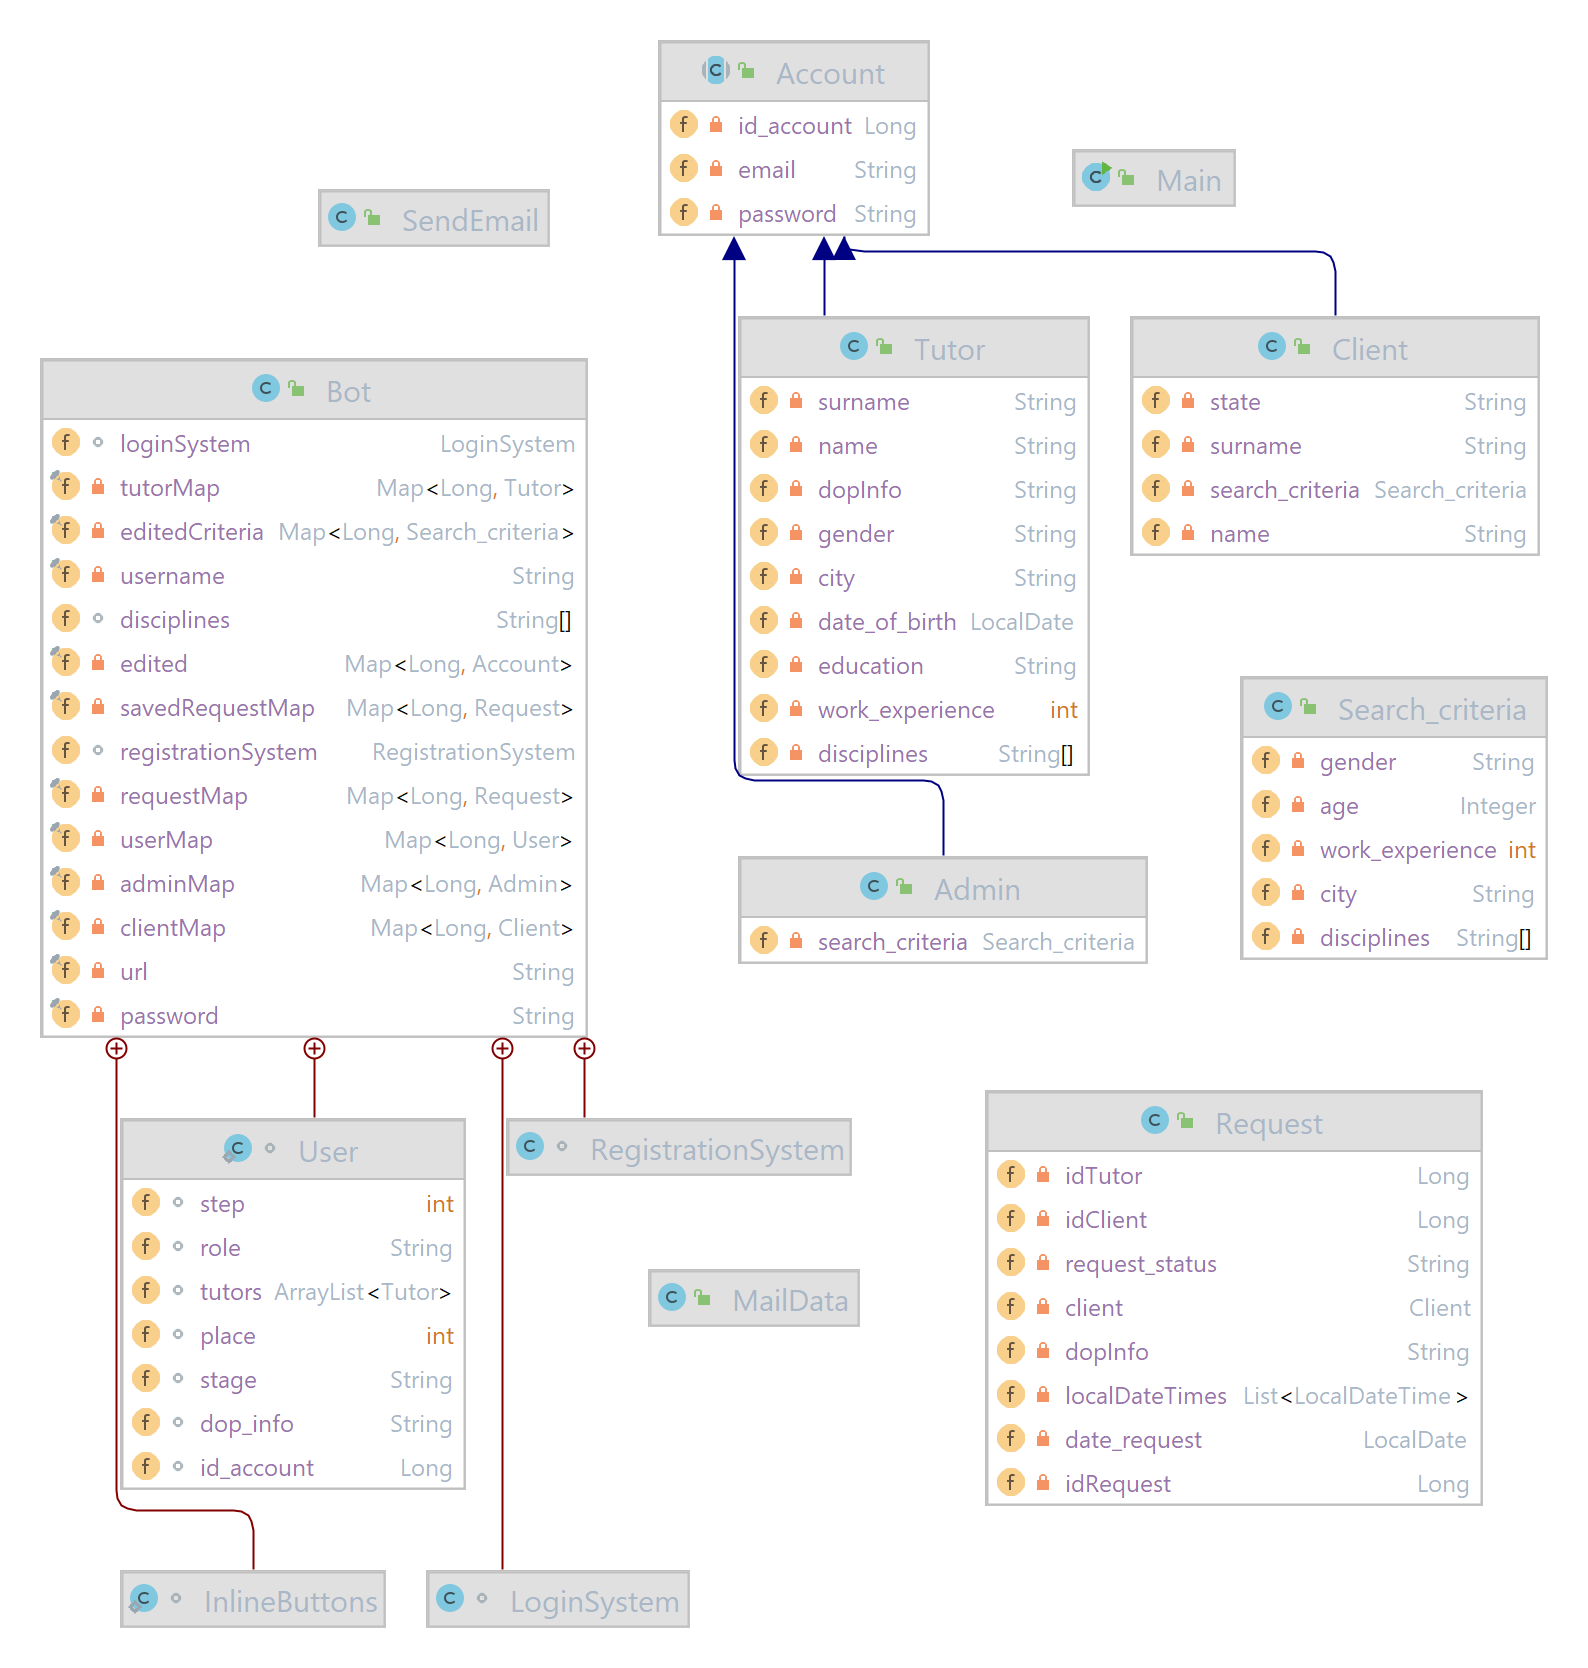 Account
id_account Long
email String
password String
Main
SendEmail
Tutor
surname String
name String
dopInfo String
gender String
city String
date_of_birth LocalDate
education String
work_experience int
disciplines String[]
Client
state String
surname String
search_criteria Search_criteria
name String
Bot
loginSystem LoginSystem
tutorMap Map<Long, Tutor>
editedCriteria Map<Long, Search_criteria>
username String
disciplines String[]
edited Map<Long, Account>
savedRequestMap Map<Long, Request>
registrationSystem RegistrationSystem
requestMap Map<Long, Request>
userMap Map<Long, User>
adminMap Map<Long, Admin>
clientMap Map<Long, Client>
url String
password String
Search_criteria
gender String
age Integer
work_experience int
city String
disciplines String[]
Admin
search_criteria Search_criteria
User
step int
role String
tutors ArrayList<Tutor>
place int
stage String
dop_info String
id_account Long
RegistrationSystem
MailData
Request
idTutor Long
idClient Long
request_status String
client Client
dopInfo String
localDateTimes List<LocalDateTime>
date_request LocalDate
idRequest Long
InlineButtons
LoginSystem